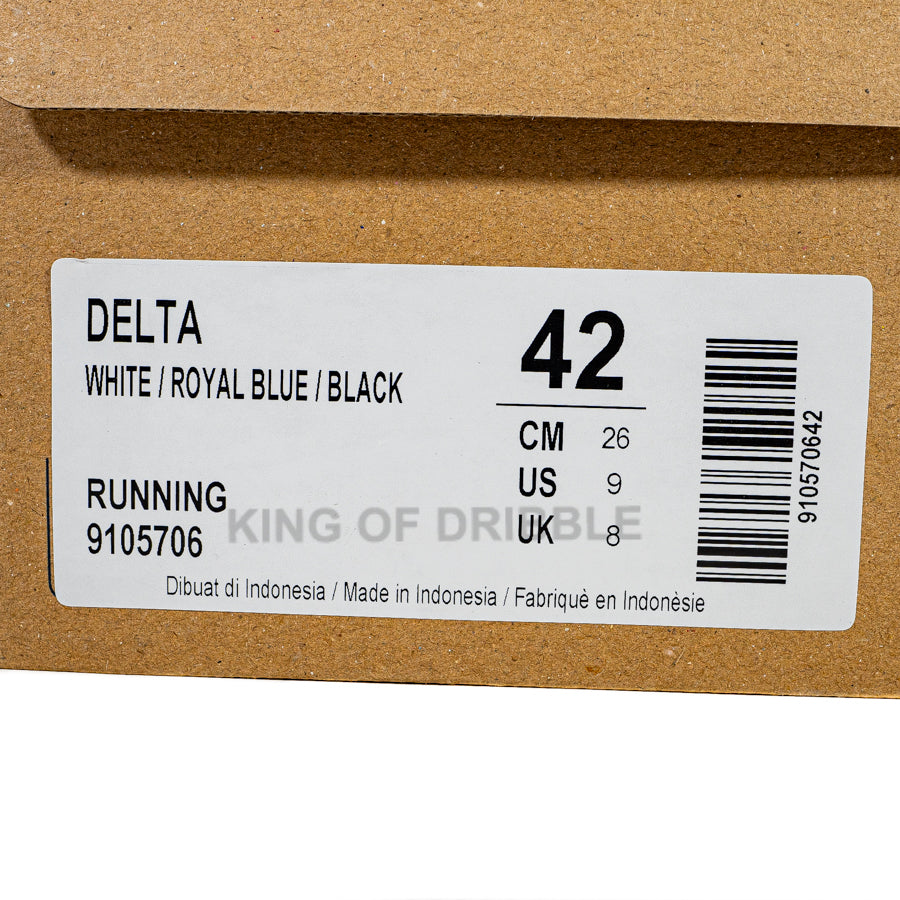 DELTA
WHITE / ROYAL BLUE / BLACK
42
CM 26
US 9
UK 8
RUNNING
9105706
KING OF DRIBBLE
910570642
Dibuat di Indonesia / Made in Indonesia / Fabriquè en Indonèsie